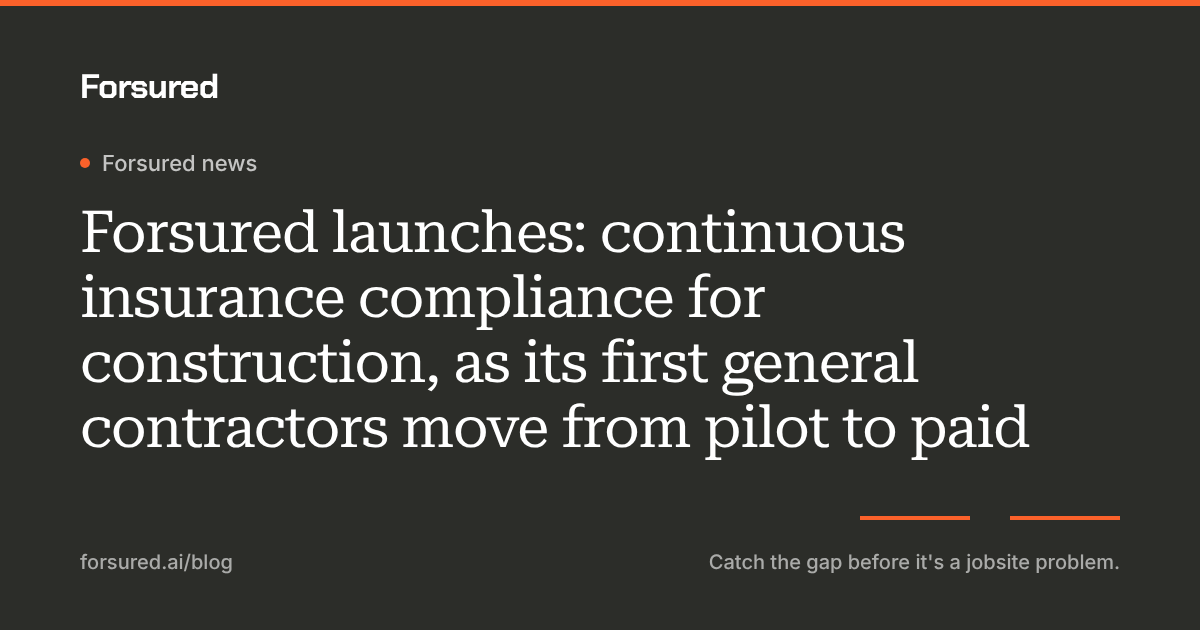 Forsured
Forsured news
Forsured launches: continuous
insurance compliance for
construction, as its first general
contractors move from pilot to paid
forsured.ai/blog
Catch the gap before it's a jobsite problem.